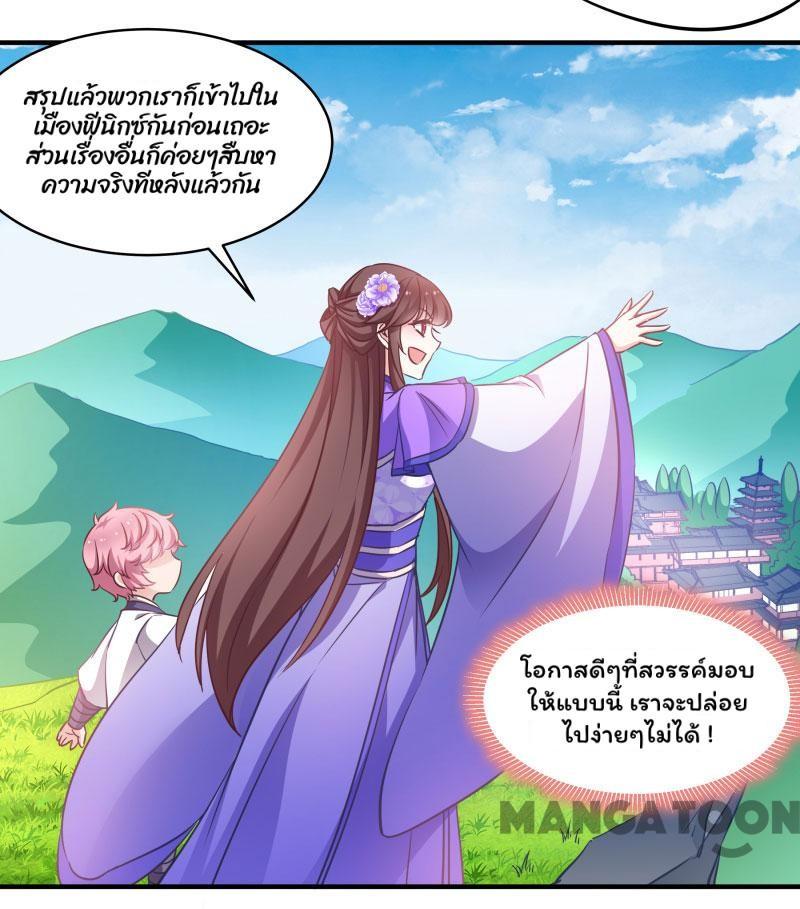 สรุปแล้วพวกเราก็เข้าไปใน
เมืองฟีนิกซ์กันก่อนเถอะ
ส่วนเรื่องอื่นก็ค่อยๆสืบหา
ความจริงทีหลังแล้วกัน
โอกาสดีๆที่สวรรค์มอบ
ให้แบบนี้ เราจะปล่อย
ไปง่ายๆไม่ได้ !
MANGATOON